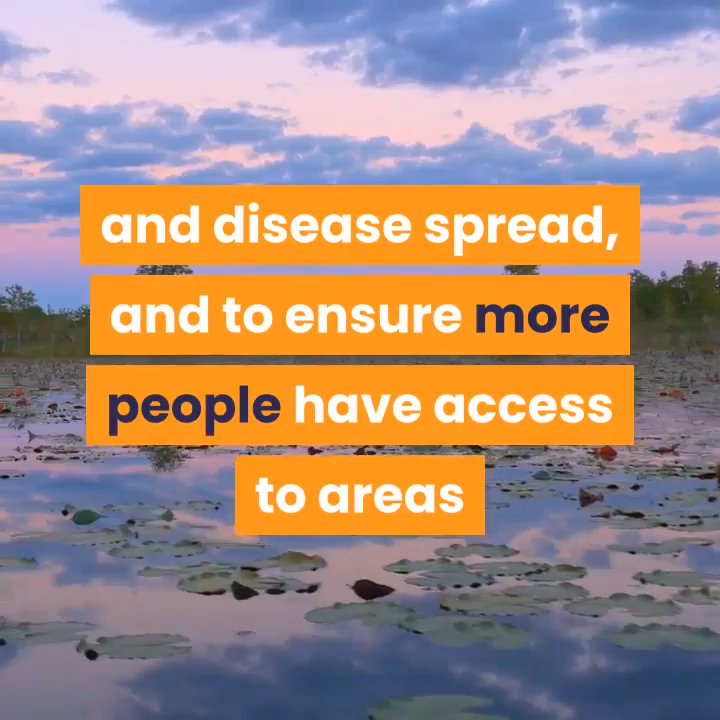 and disease spread,
and to ensure more
people have access
to areas